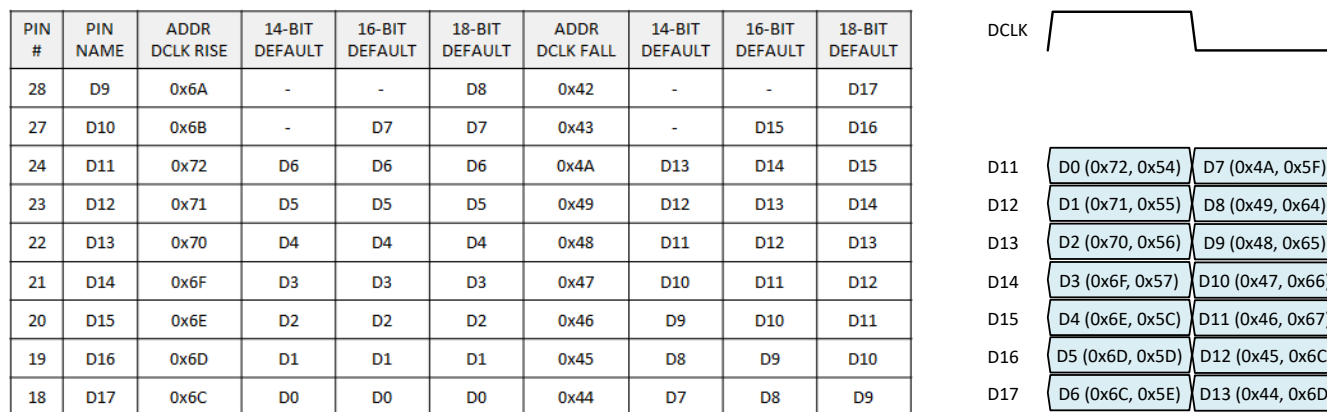 PIN # PIN NAME ADDR DCLK RISE 14-BIT DEFAULT 16-BIT DEFAULT 18-BIT DEFAULT ADDR DCLK FALL 14-BIT DEFAULT 16-BIT DEFAULT 18-BIT DEFAULT
28 D9 0x6A - - D8 0x42 - - D17
27 D10 0x6B - D7 D7 0x43 - D15 D16
24 D11 0x72 D6 D6 D6 0x4A D13 D14 D15
23 D12 0x71 D5 D5 D5 0x49 D12 D13 D14
22 D13 0x70 D4 D4 D4 0x48 D11 D12 D13
21 D14 0x6F D3 D3 D3 0x47 D10 D11 D12
20 D15 0x6E D2 D2 D2 0x46 D9 D10 D11
19 D16 0x6D D1 D1 D1 0x45 D8 D9 D10
18 D17 0x6C D0 D0 D0 0x44 D7 D8 D9
DCLK
D11 D0 (0x72, 0x54) D7 (0x4A, 0x5F)
D12 D1 (0x71, 0x55) D8 (0x49, 0x64)
D13 D2 (0x70, 0x56) D9 (0x48, 0x65)
D14 D3 (0x6F, 0x57) D10 (0x47, 0x66)
D15 D4 (0x6E, 0x5C) D11 (0x46, 0x67)
D16 D5 (0x6D, 0x5D) D12 (0x45, 0x6C
D17 D6 (0x6C, 0x5E) D13 (0x44, 0x6D